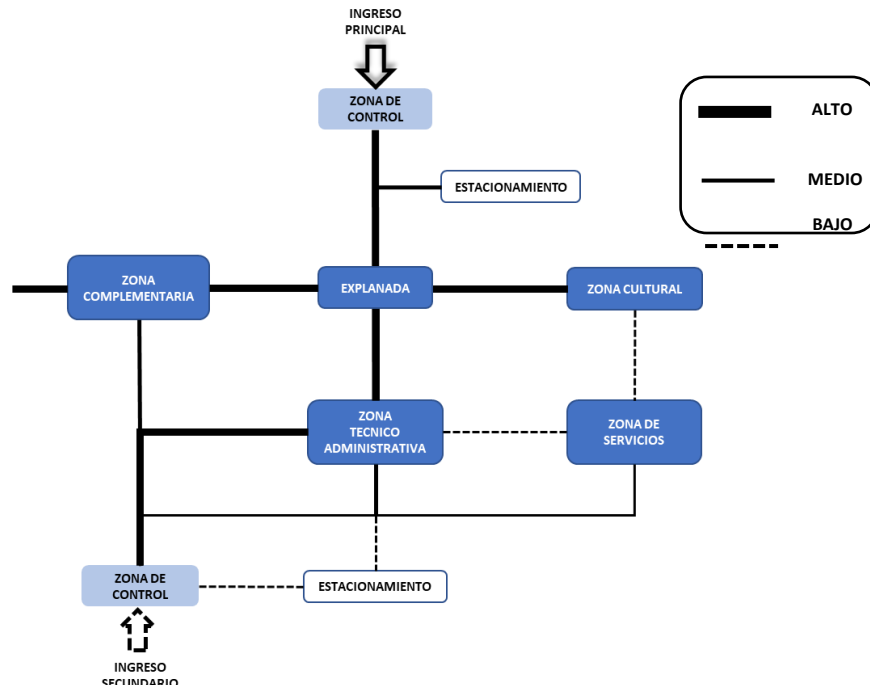 INGRESO
PRINCIPAL
ZONA DE
CONTROL
ALTO
ESTACIONAMIENTO
MEDIO
BAJO
ZONA
COMPLEMENTARIA
EXPLANADA
ZONA CULTURAL
ZONA
TECNICO
ADMINISTRATIVA
ZONA DE
SERVICIOS
ZONA DE
CONTROL
ESTACIONAMIENTO
INGRESO
SECUNDARIO